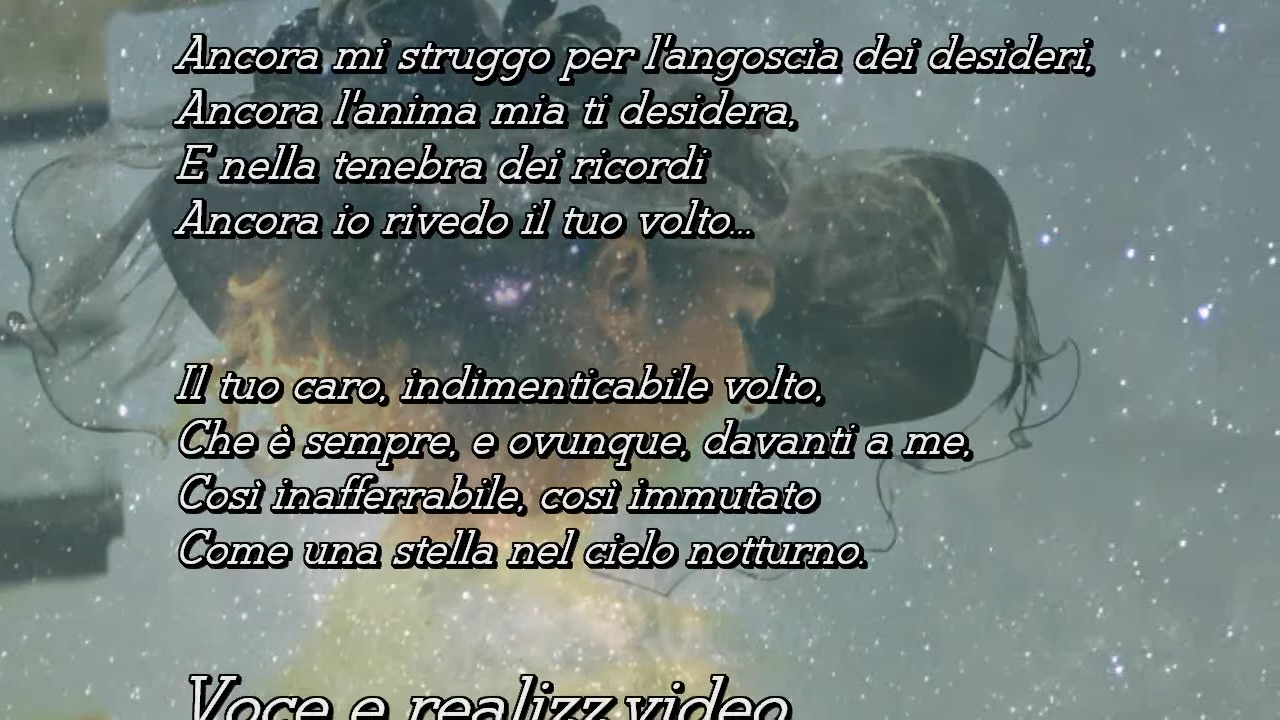 Ancora mi struggo per l'angoscia dei desideri,
Ancora l'anima mia ti desidera,
E nella tenebra dei ricordi
Ancora io rivedo il tuo volto...
Il tuo caro, indimenticabile volto,
Che è sempre, e ovunque, davanti a me,
Così inafferrabile, così immutato
Come una stella nel cielo notturno.
Voce e realizz.video